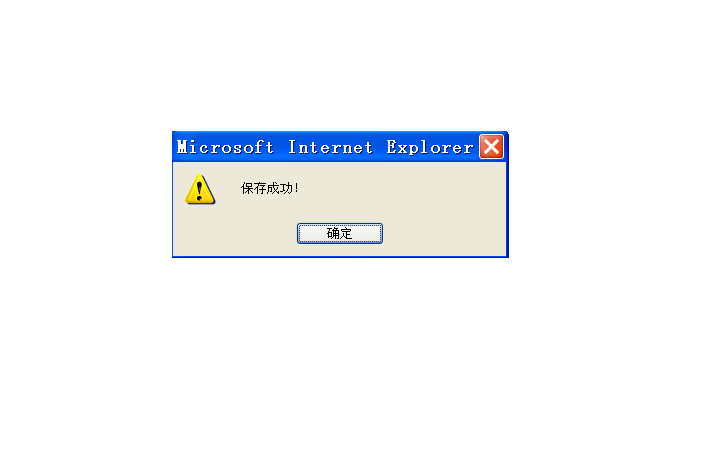 Microsoft Internet Explorer
保存成功!
确定